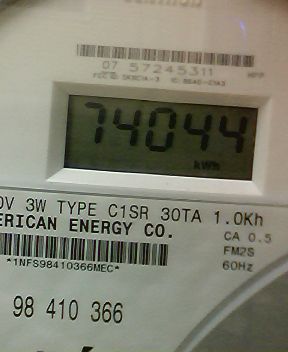 07 57245311
74044
kWh
0V 3W TYPE C1SR 30TA 1.0Kh
ERICAN ENERGY CO.
CA 0.5
FM2S
*1NFS98410366MEC*
60Hz
98 410 366